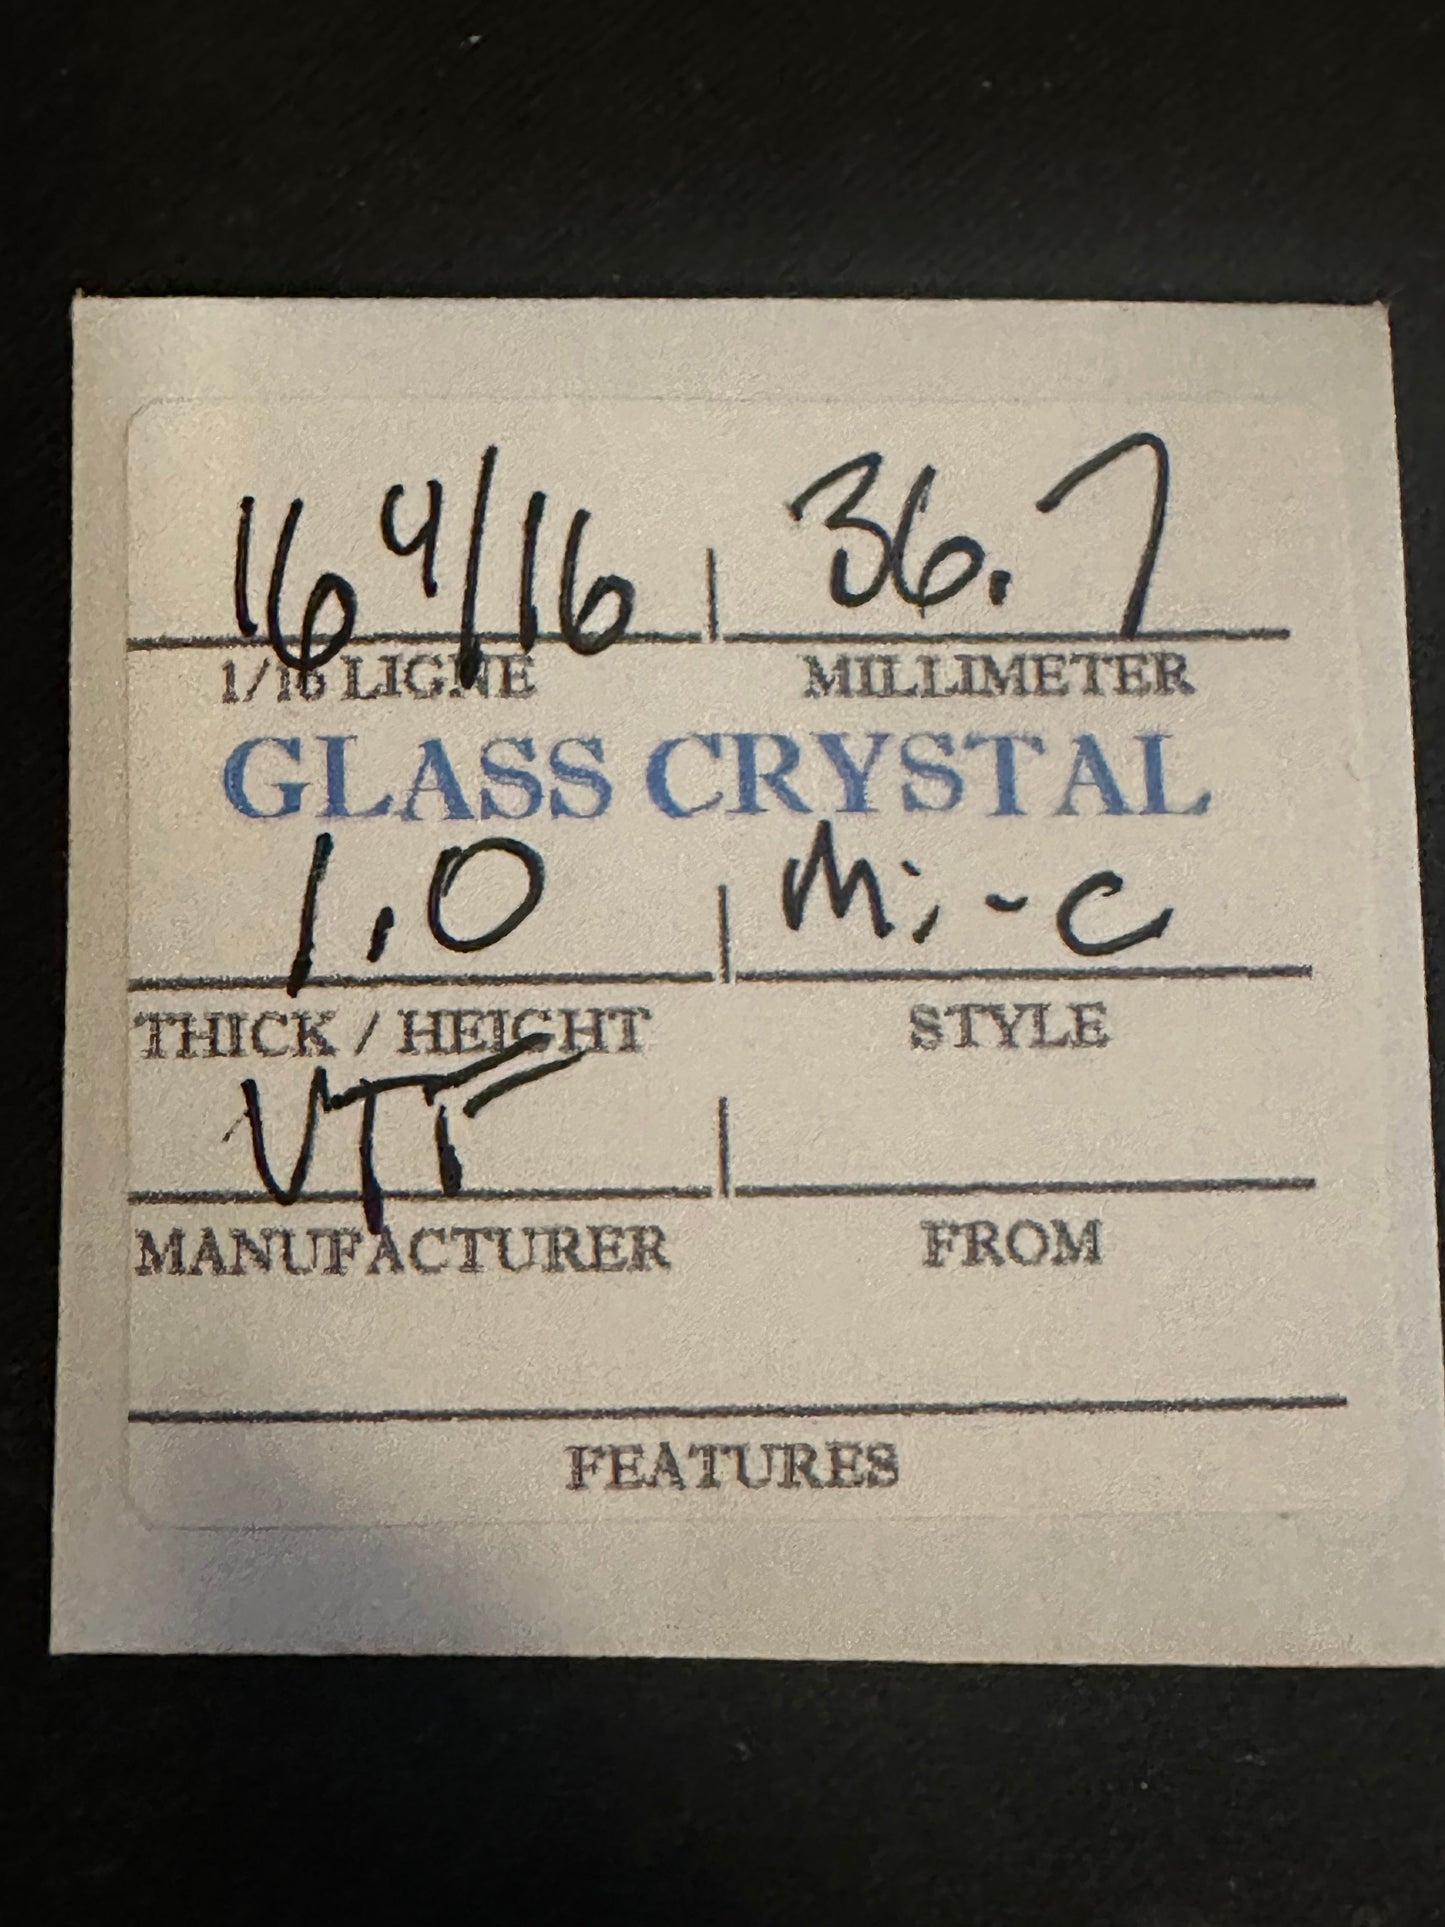 16 4/16 | 36.7
1/16 LIGNE MILLIMETER
GLASS CRYSTAL
1.0 | Mi-C
THICK / HEIGHT STYLE
VTF
MANUFACTURER FROM
FEATURES